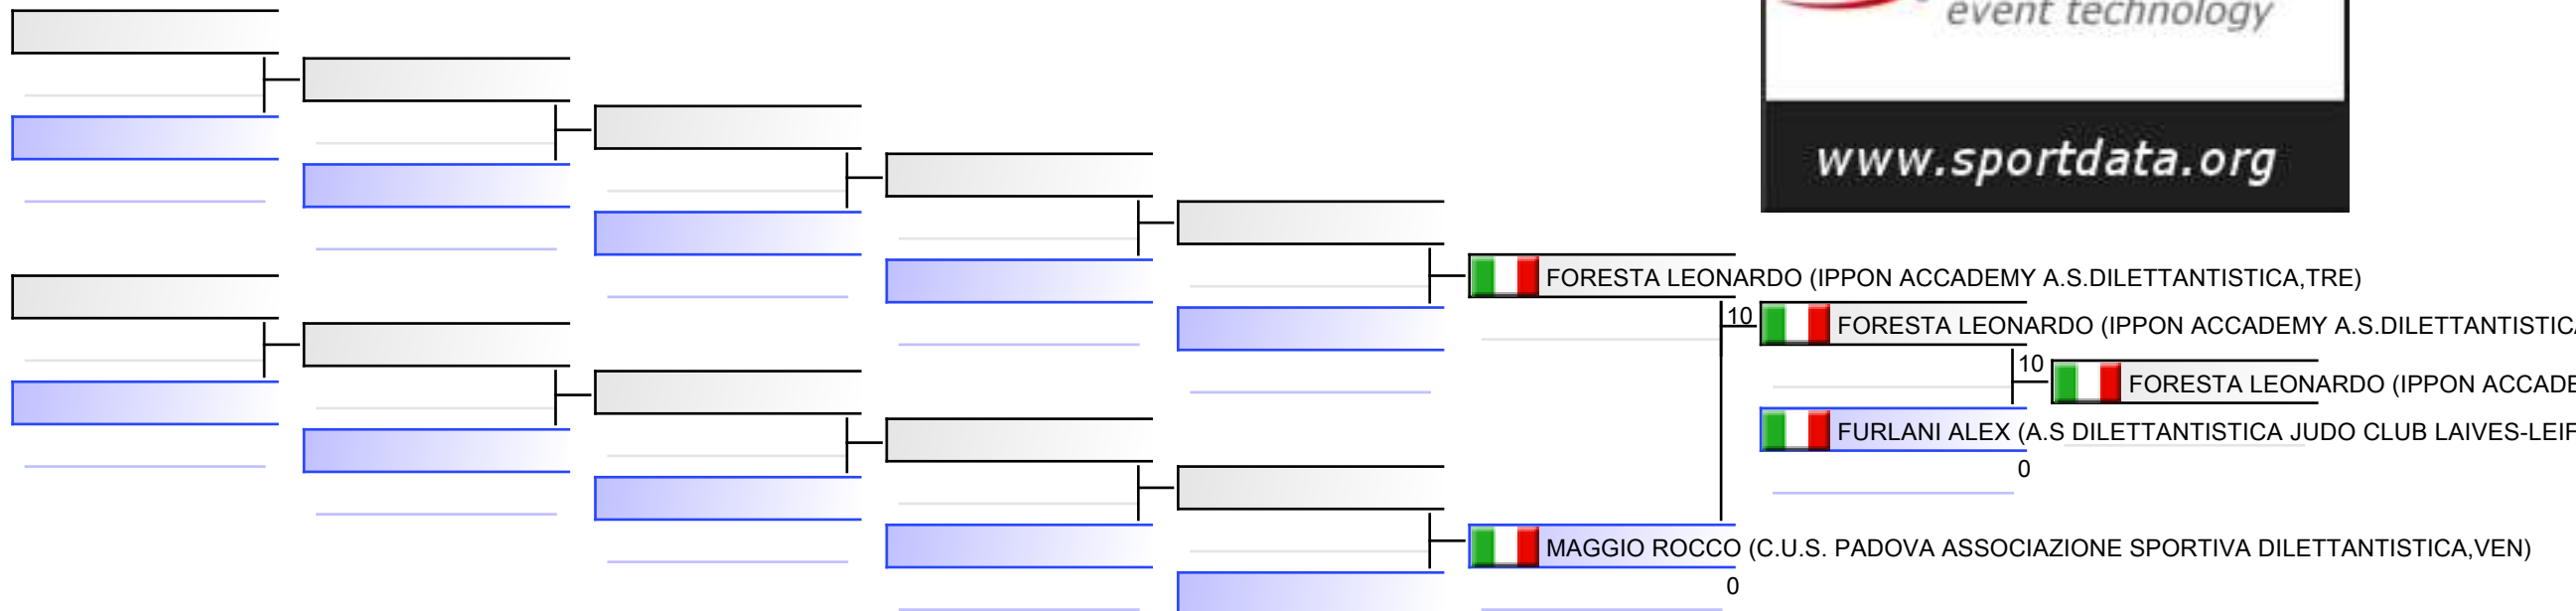 event technology
www.sportdata.org
FORESTA LEONARDO (IPPON ACCADEMY A.S.DILETTANTISTICA,TRE)
10
FORESTA LEONARDO (IPPON ACCADEMY A.S.DILETTANTISTICA
10
FORESTA LEONARDO (IPPON ACCADE
FURLANI ALEX (A.S DILETTANTISTICA JUDO CLUB LAIVES-LEIF
0
MAGGIO ROCCO (C.U.S. PADOVA ASSOCIAZIONE SPORTIVA DILETTANTISTICA,VEN)
0